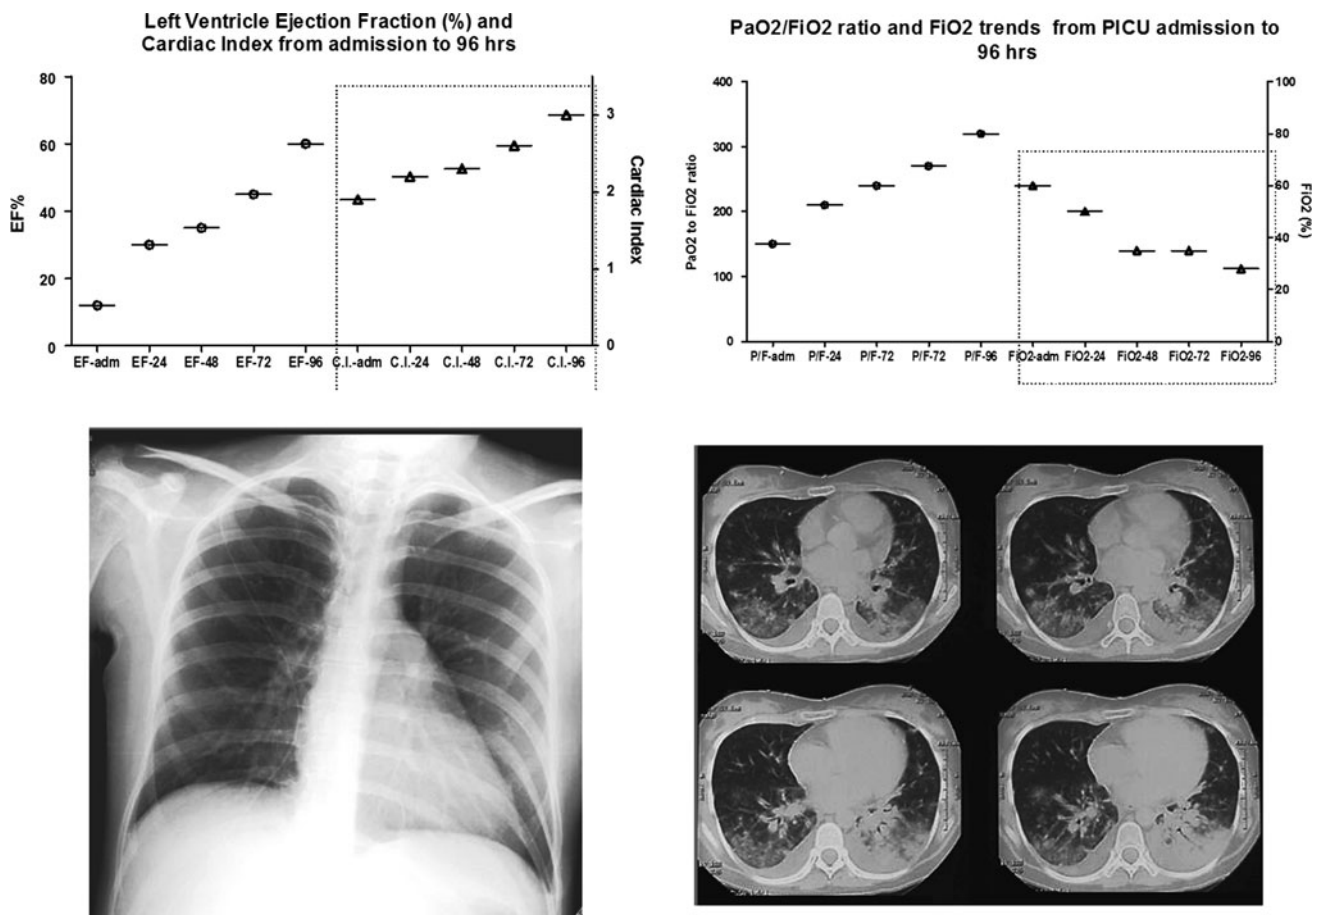 Left Ventricle Ejection Fraction (%) and
Cardiac Index from admission to 96 hrs
80
60
40
20
0
EF%
3
2
1
0
Cardiac Index
EF-adm EF-24 EF-48 EF-72 EF-96 C.I.-adm C.I.-24 C.I.-48 C.I.-72 C.I.-96
PaO2/FiO2 ratio and FiO2 trends from PICU admission to
96 hrs
400
300
200
100
0
PaO2 to FiO2 ratio
100
80
60
40
20
0
FiO2 (%)
P/F-adm P/F-24 P/F-72 P/F-72 P/F-96 FiO2-adm FiO2-24 FiO2-48 FiO2-72 FiO2-96